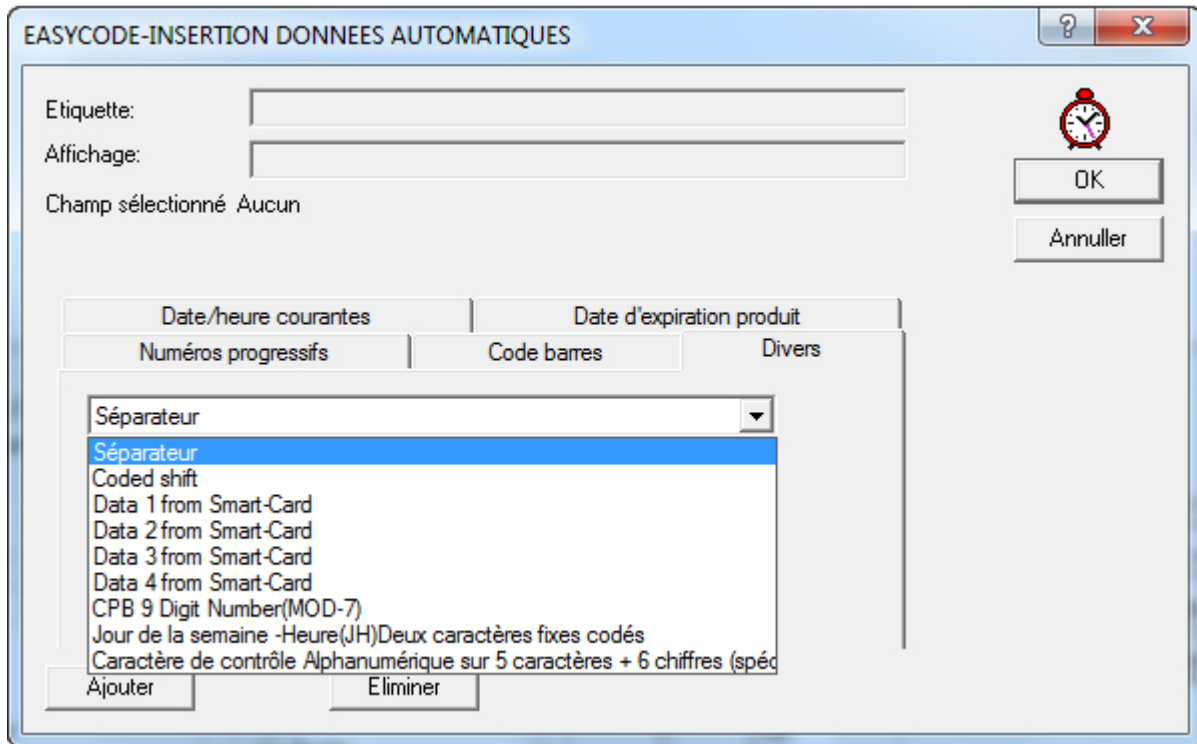 EASYCODE-INSERTION DONNEES AUTOMATIQUES
Etiquette:
Affichage:
OK
Champ sélectionné Aucun
Annuller
Date/heure courantes Date d'expiration produit
Numéros progressifs Code barres Divers
Séparateur
Séparateur
Coded shift
Data 1 from Smart-Card
Data 2 from Smart-Card
Data 3 from Smart-Card
Data 4 from Smart-Card
CPB 9 Digit Number(MOD-7)
Jour de la semaine -Heure(JH)Deux caractères fixes codés
Caractère de contrôle Alphanumérique sur 5 caractères + 6 chiffres (spéc
Ajouter Eliminer